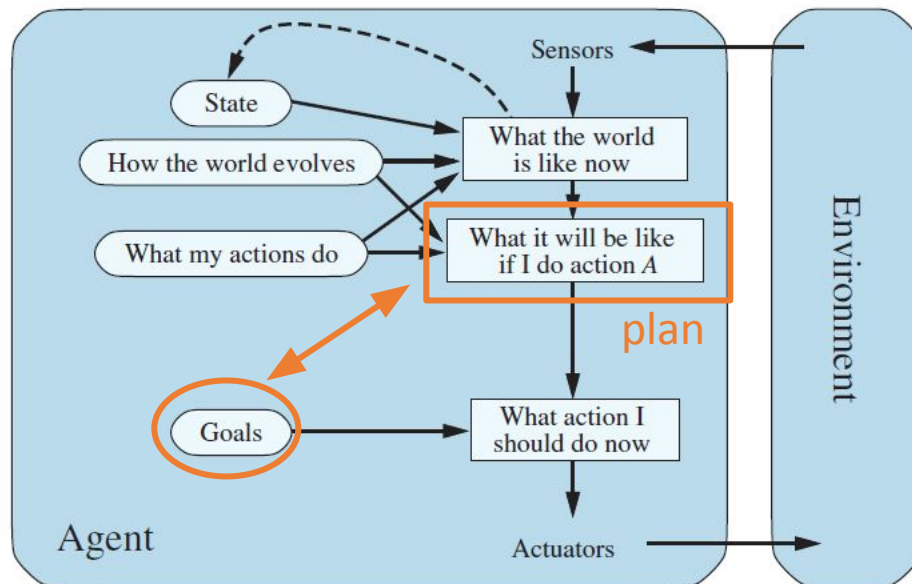 Sensors
State
What the world
is like now
How the world evolves
What it will be like
if I do action A
What my actions do
plan
Goals
What action I
should do now
Agent
Actuators
Environment